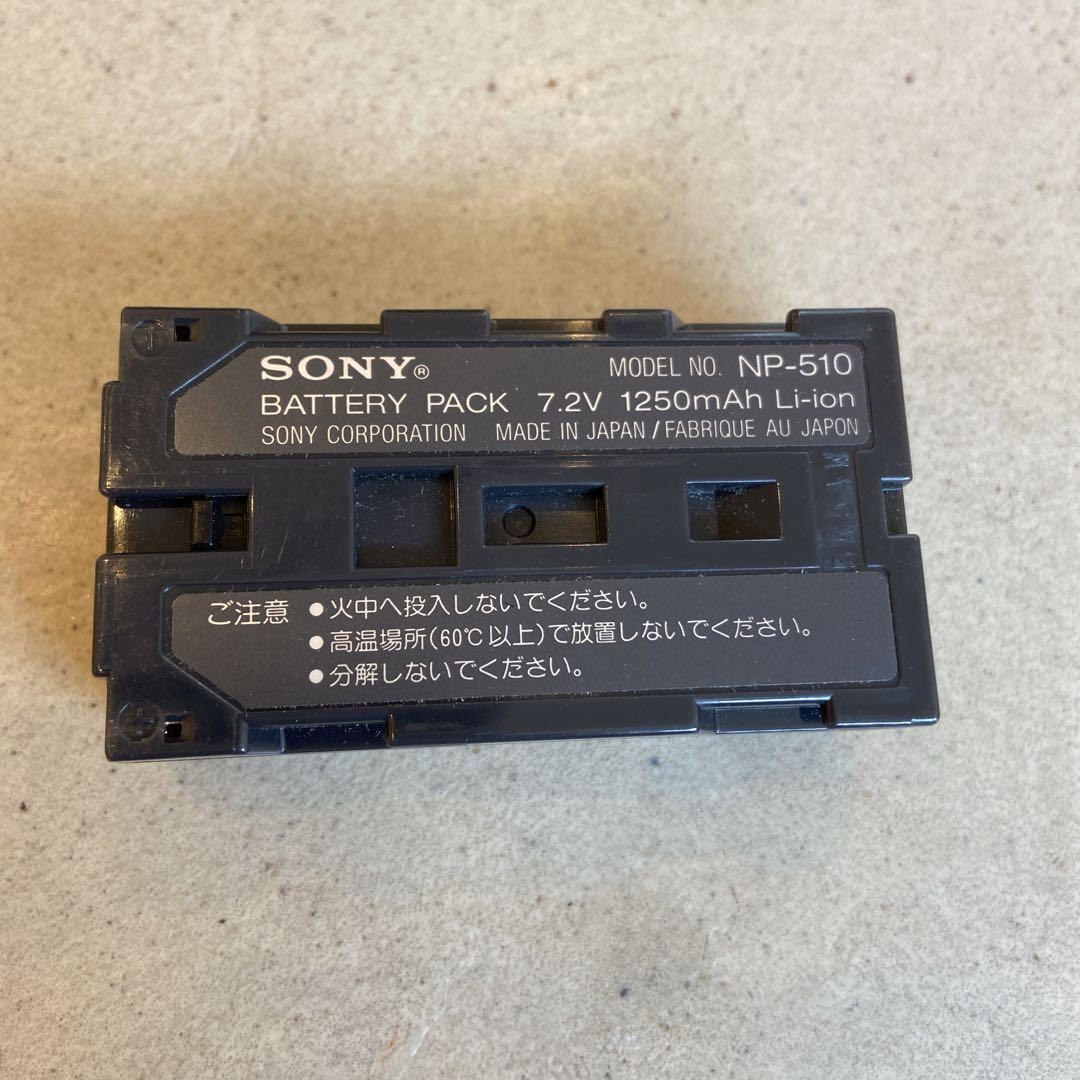 SONY®
MODEL NO. NP-510
BATTERY PACK 7.2V 1250mAh Li-ion
SONY CORPORATION MADE IN JAPAN/FABRIQUE AU JAPON
ご注意 ●火中へ投入しないでください。
●高温場所(60℃以上)で放置しないでください。
●分解しないでください。